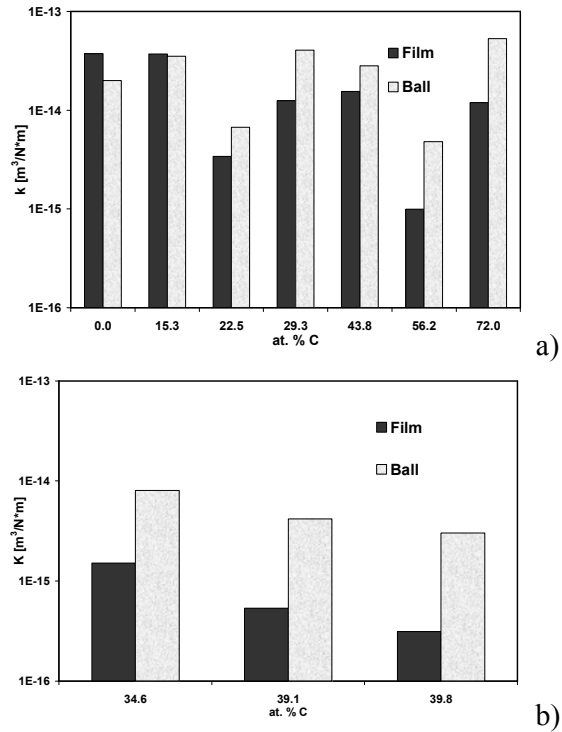 1E-13
1E-14
1E-15
1E-16
k [m³/N*m]
Film
Ball
0.0 15.3 22.5 29.3 43.8 56.2 72.0
at. % C
a)
1E-13
1E-14
1E-15
1E-16
K [m³/N*m]
Film
Ball
34.6 39.1 39.8
at. % C
b)